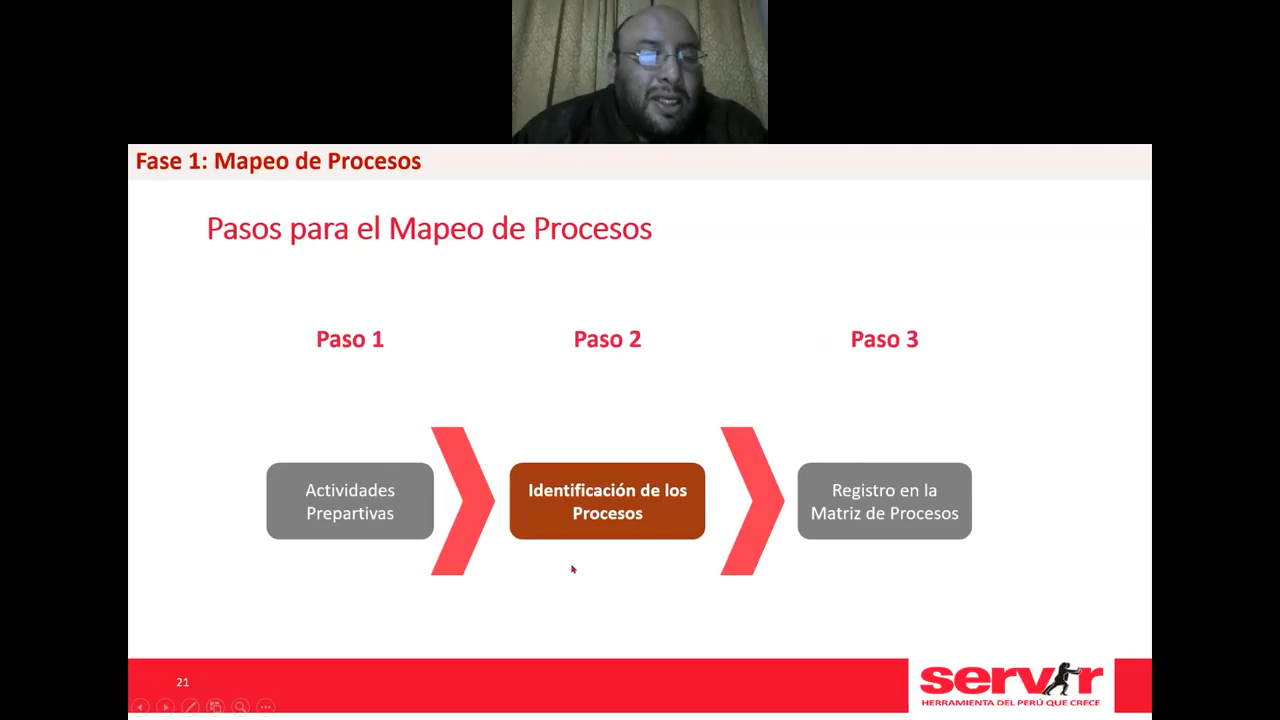 Fase 1: Mapeo de Procesos
Pasos para el Mapeo de Procesos
Paso 1
Paso 2
Paso 3
Actividades
Prepartivas
Identificación de los
Procesos
Registro en la
Matriz de Procesos
21
servir
HERRAMIENTA DEL PERÚ QUE CRECE